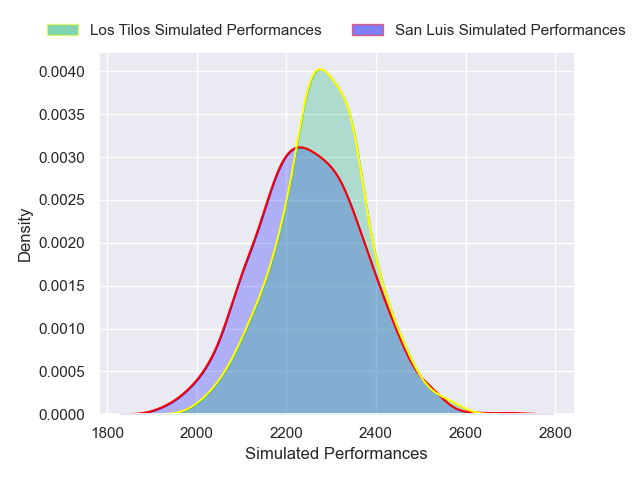 Los Tilos Simulated Performances San Luis Simulated Performances
0.0040
0.0035
0.0030
0.0025
0.0020
0.0015
0.0010
0.0005
0.0000
Density
1800 2000 2200 2400 2600 2800
Simulated Performances